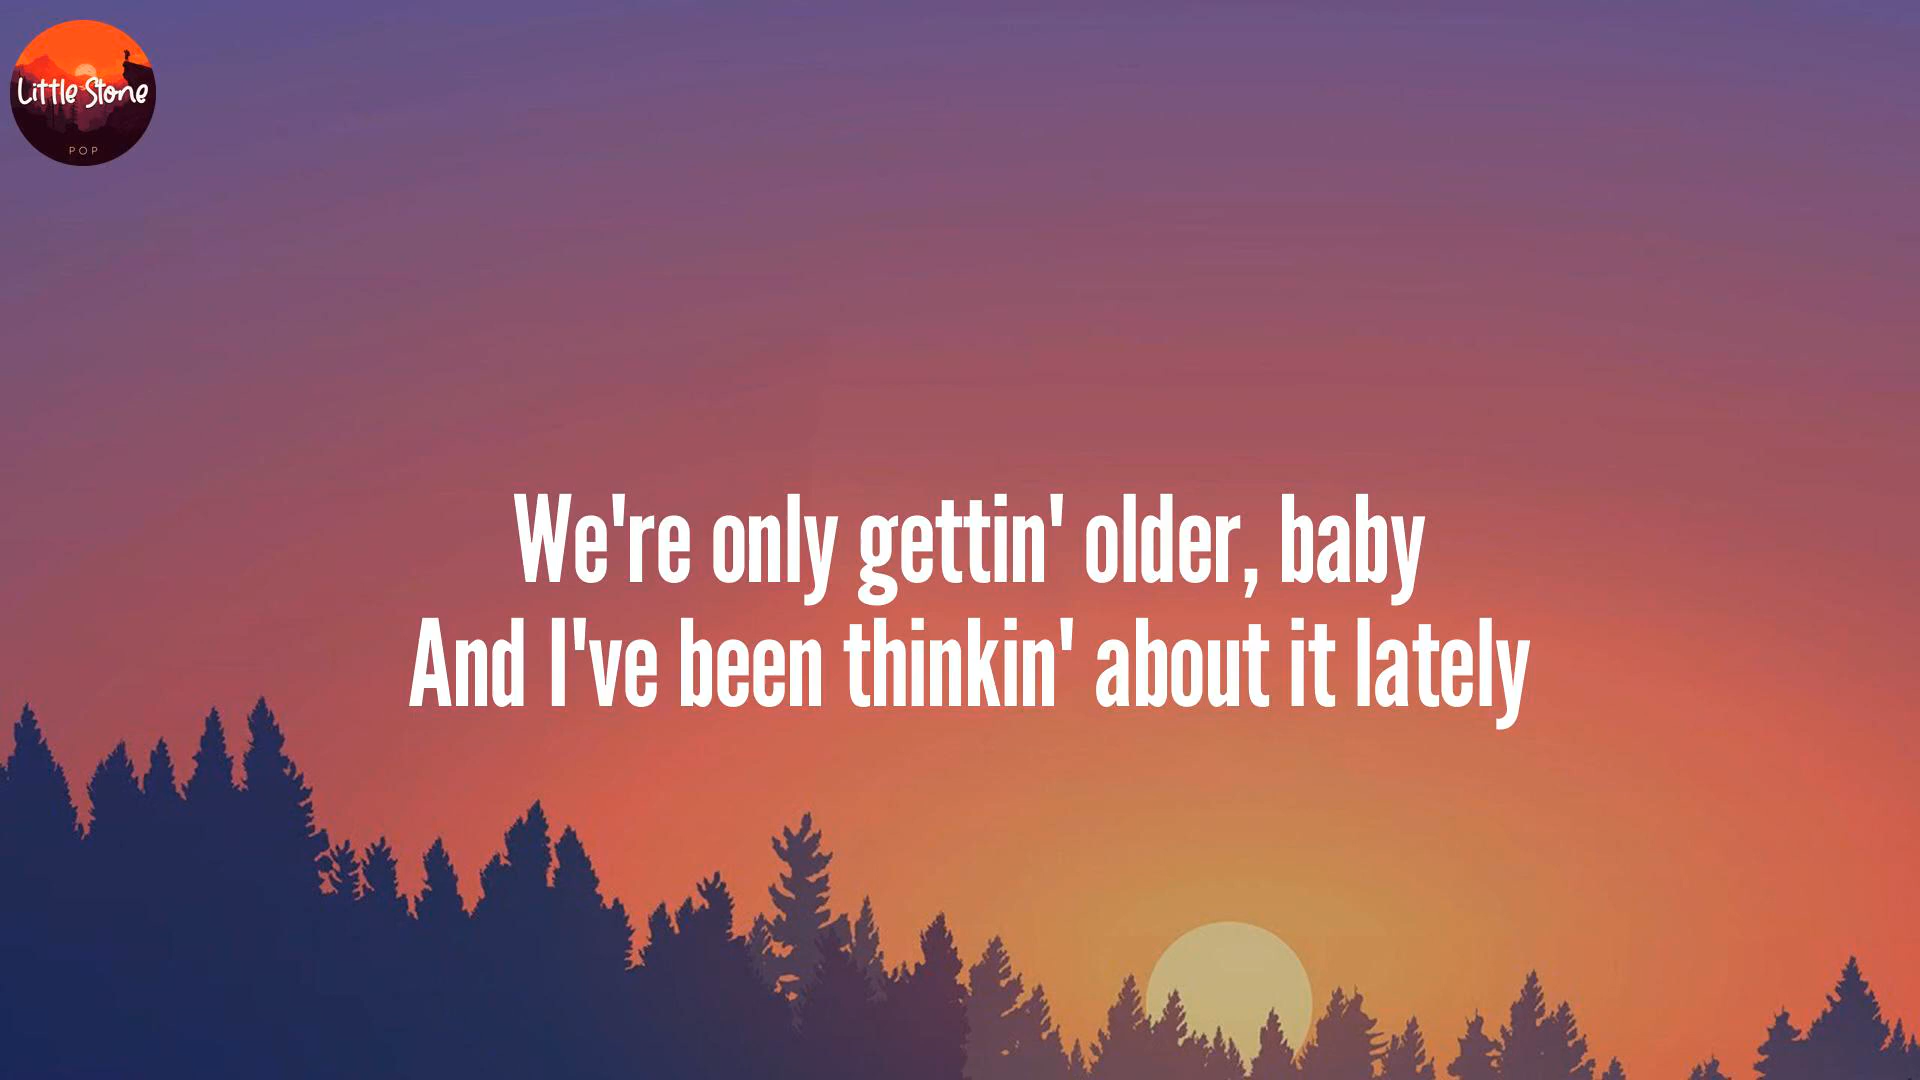 Little Stone
POP
We're only gettin' older, baby
And I've been thinkin' about it lately